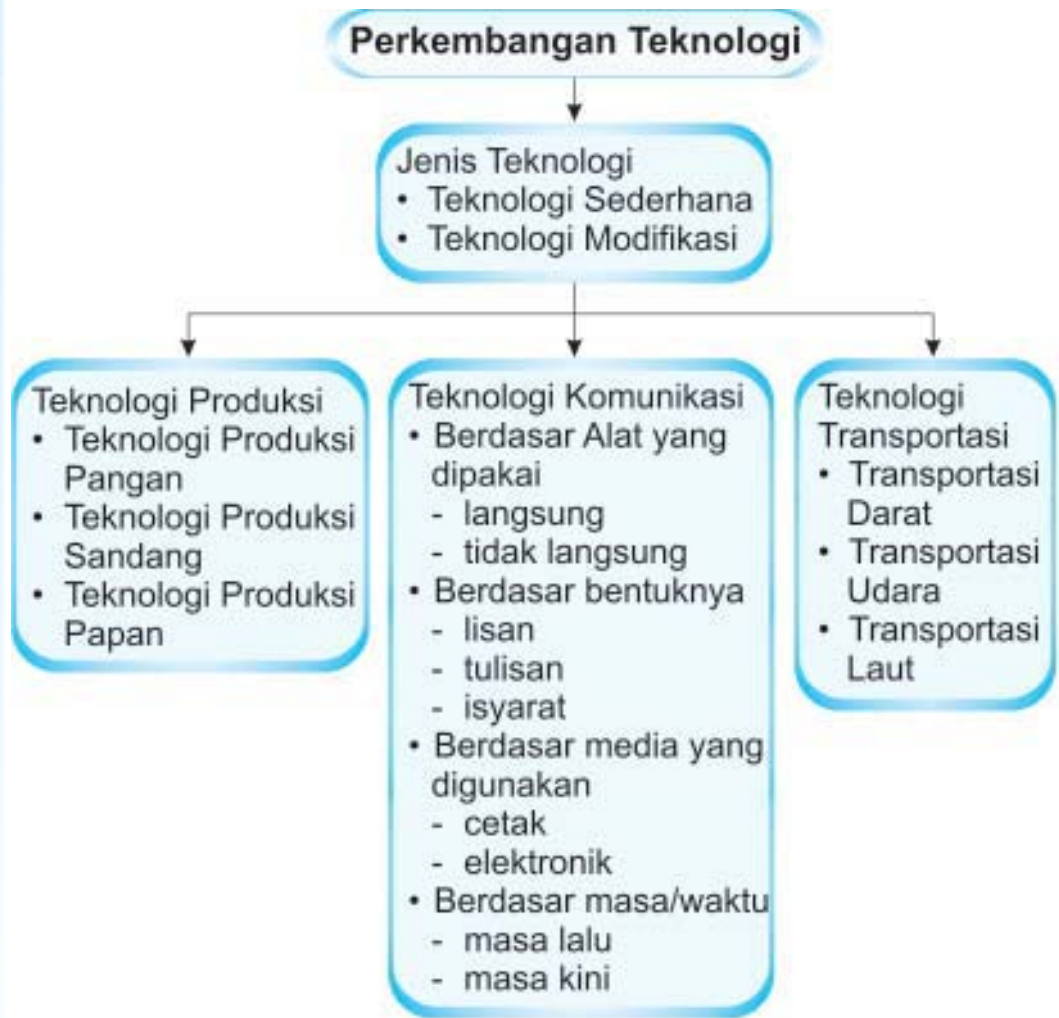 Perkembangan Teknologi
Jenis Teknologi
• Teknologi Sederhana
• Teknologi Modifikasi
Teknologi Produksi
• Teknologi Produksi
Pangan
• Teknologi Produksi
Sandang
• Teknologi Produksi
Papan
Teknologi Komunikasi
• Berdasar Alat yang
dipakai
- langsung
- tidak langsung
• Berdasar bentuknya
- lisan
- tulisan
- isyarat
• Berdasar media yang
digunakan
- cetak
- elektronik
• Berdasar masa/waktu
- masa lalu
- masa kini
Teknologi
Transportasi
• Transportasi
Darat
• Transportasi
Udara
• Transportasi
Laut